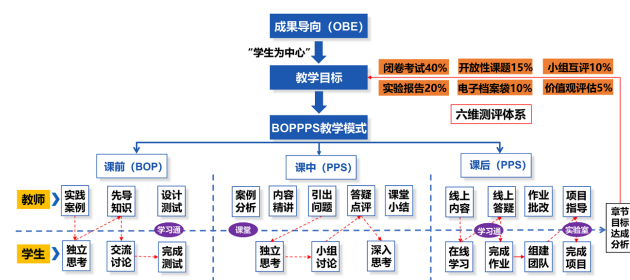 成果导向（OBE）
“学生为中心”
教学目标
闭卷考试40%
开放性课题15%
小组互评10%
实验报告20%
电子档案袋10%
价值观评估5%
六维测评体系
BOPPPS教学模式
课前（BOP）
课中（PPS）
课后（PPS）
教师
实践
案例
先导
知识
设计
测试
案例
分析
内容
精讲
引出
问题
答疑
点评
课堂
小结
线上
内容
线上
答疑
作业
批改
项目
指导
学习通
课堂
学习通
实验室
章节
目标
达成
分析
学生
独立
思考
交流
讨论
完成
测试
独立
思考
小组
讨论
深入
思考
在线
学习
完成
作业
组建
团队
完成
项目